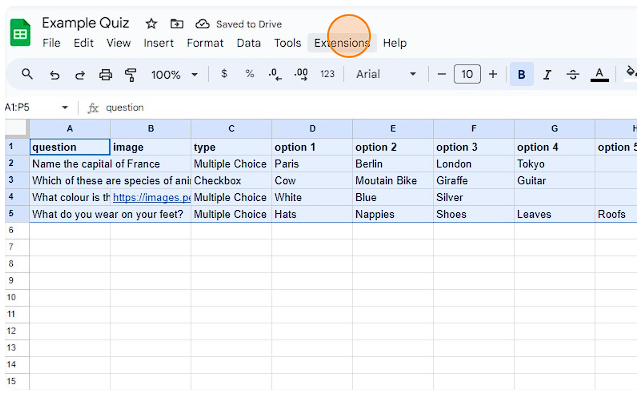 Example Quiz Saved to Drive
File Edit View Insert Format Data Tools Extensions Help
100% $ % .0 .00 123 Arial 10 B I S A
A1:P5 fx question
A B C D E F G H
1 question image type option 1 option 2 option 3 option 4 option 5
2 Name the capital of France Multiple Choice Paris Berlin London Tokyo
3 Which of these are species of ani Checkbox Cow Moutain Bike Giraffe Guitar
4 What colour is th https://images.pe Multiple Choice White Blue Silver
5 What do you wear on your feet? Multiple Choice Hats Nappies Shoes Leaves Roofs
6
7
8
9
10
11
12
13
14
15